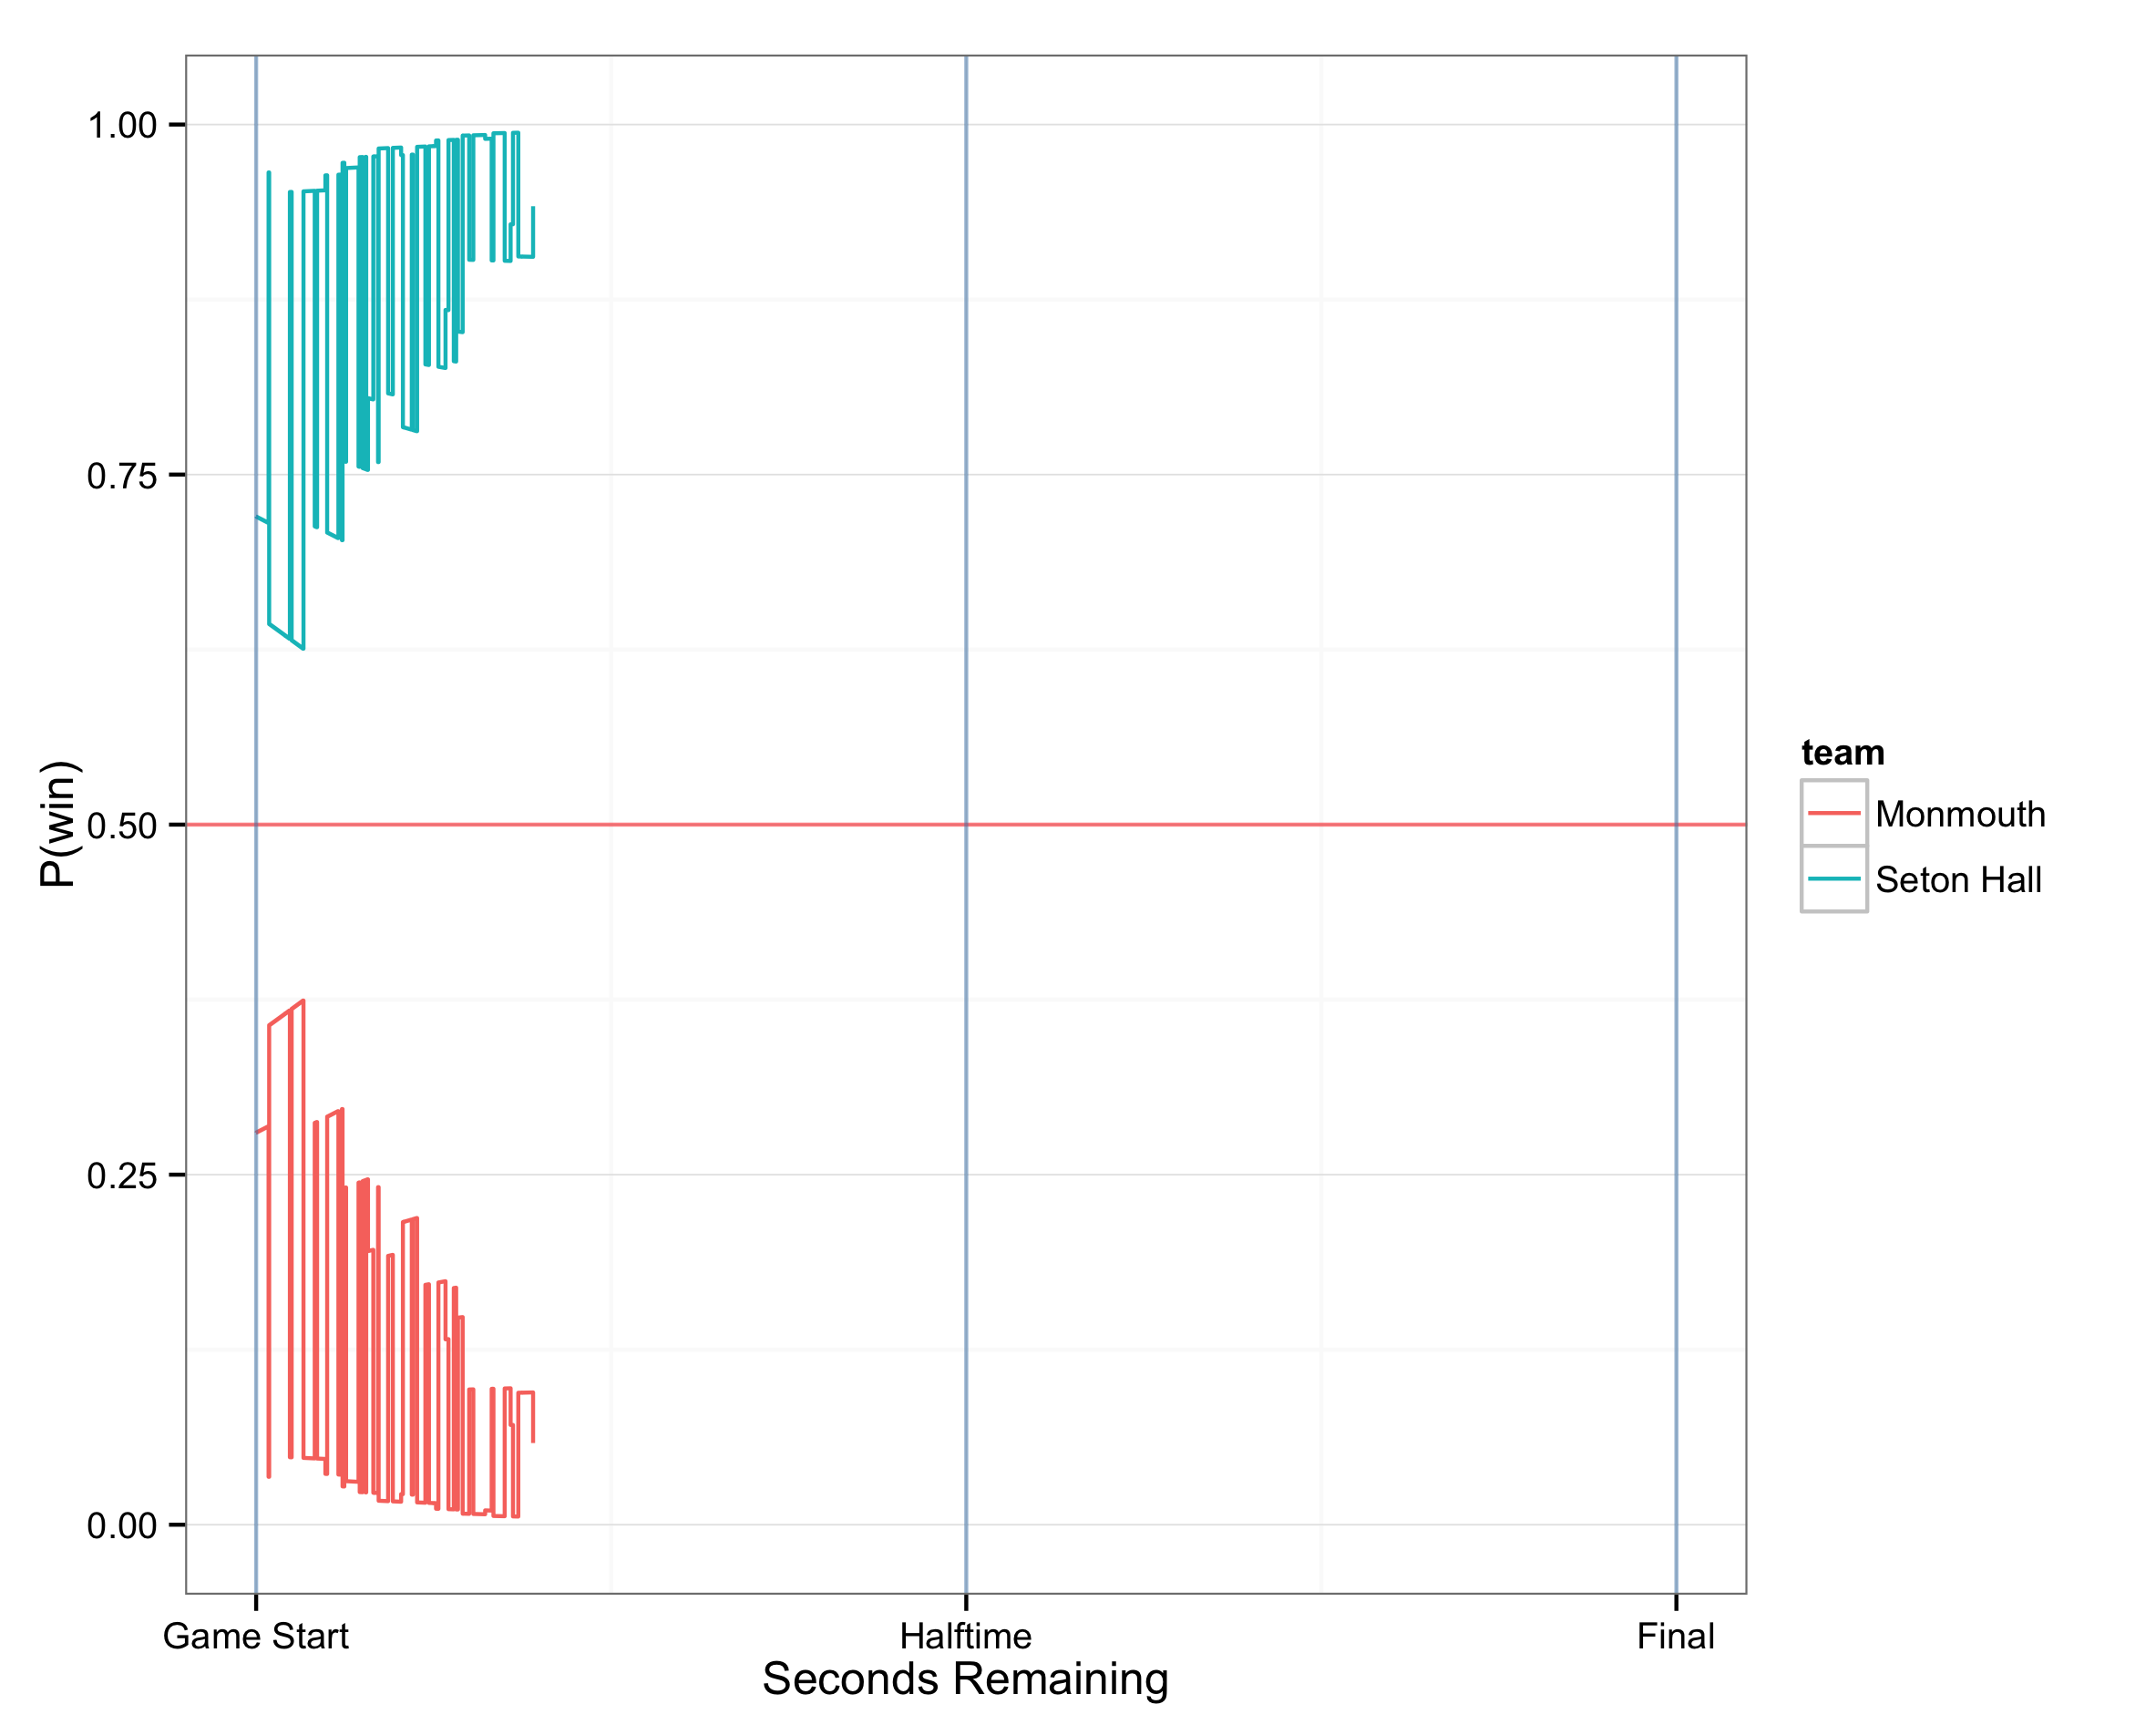 1.00
0.75
0.50
0.25
0.00
P(win)
Game Start
Halftime
Final
Seconds Remaining
team
Monmouth
Seton Hall